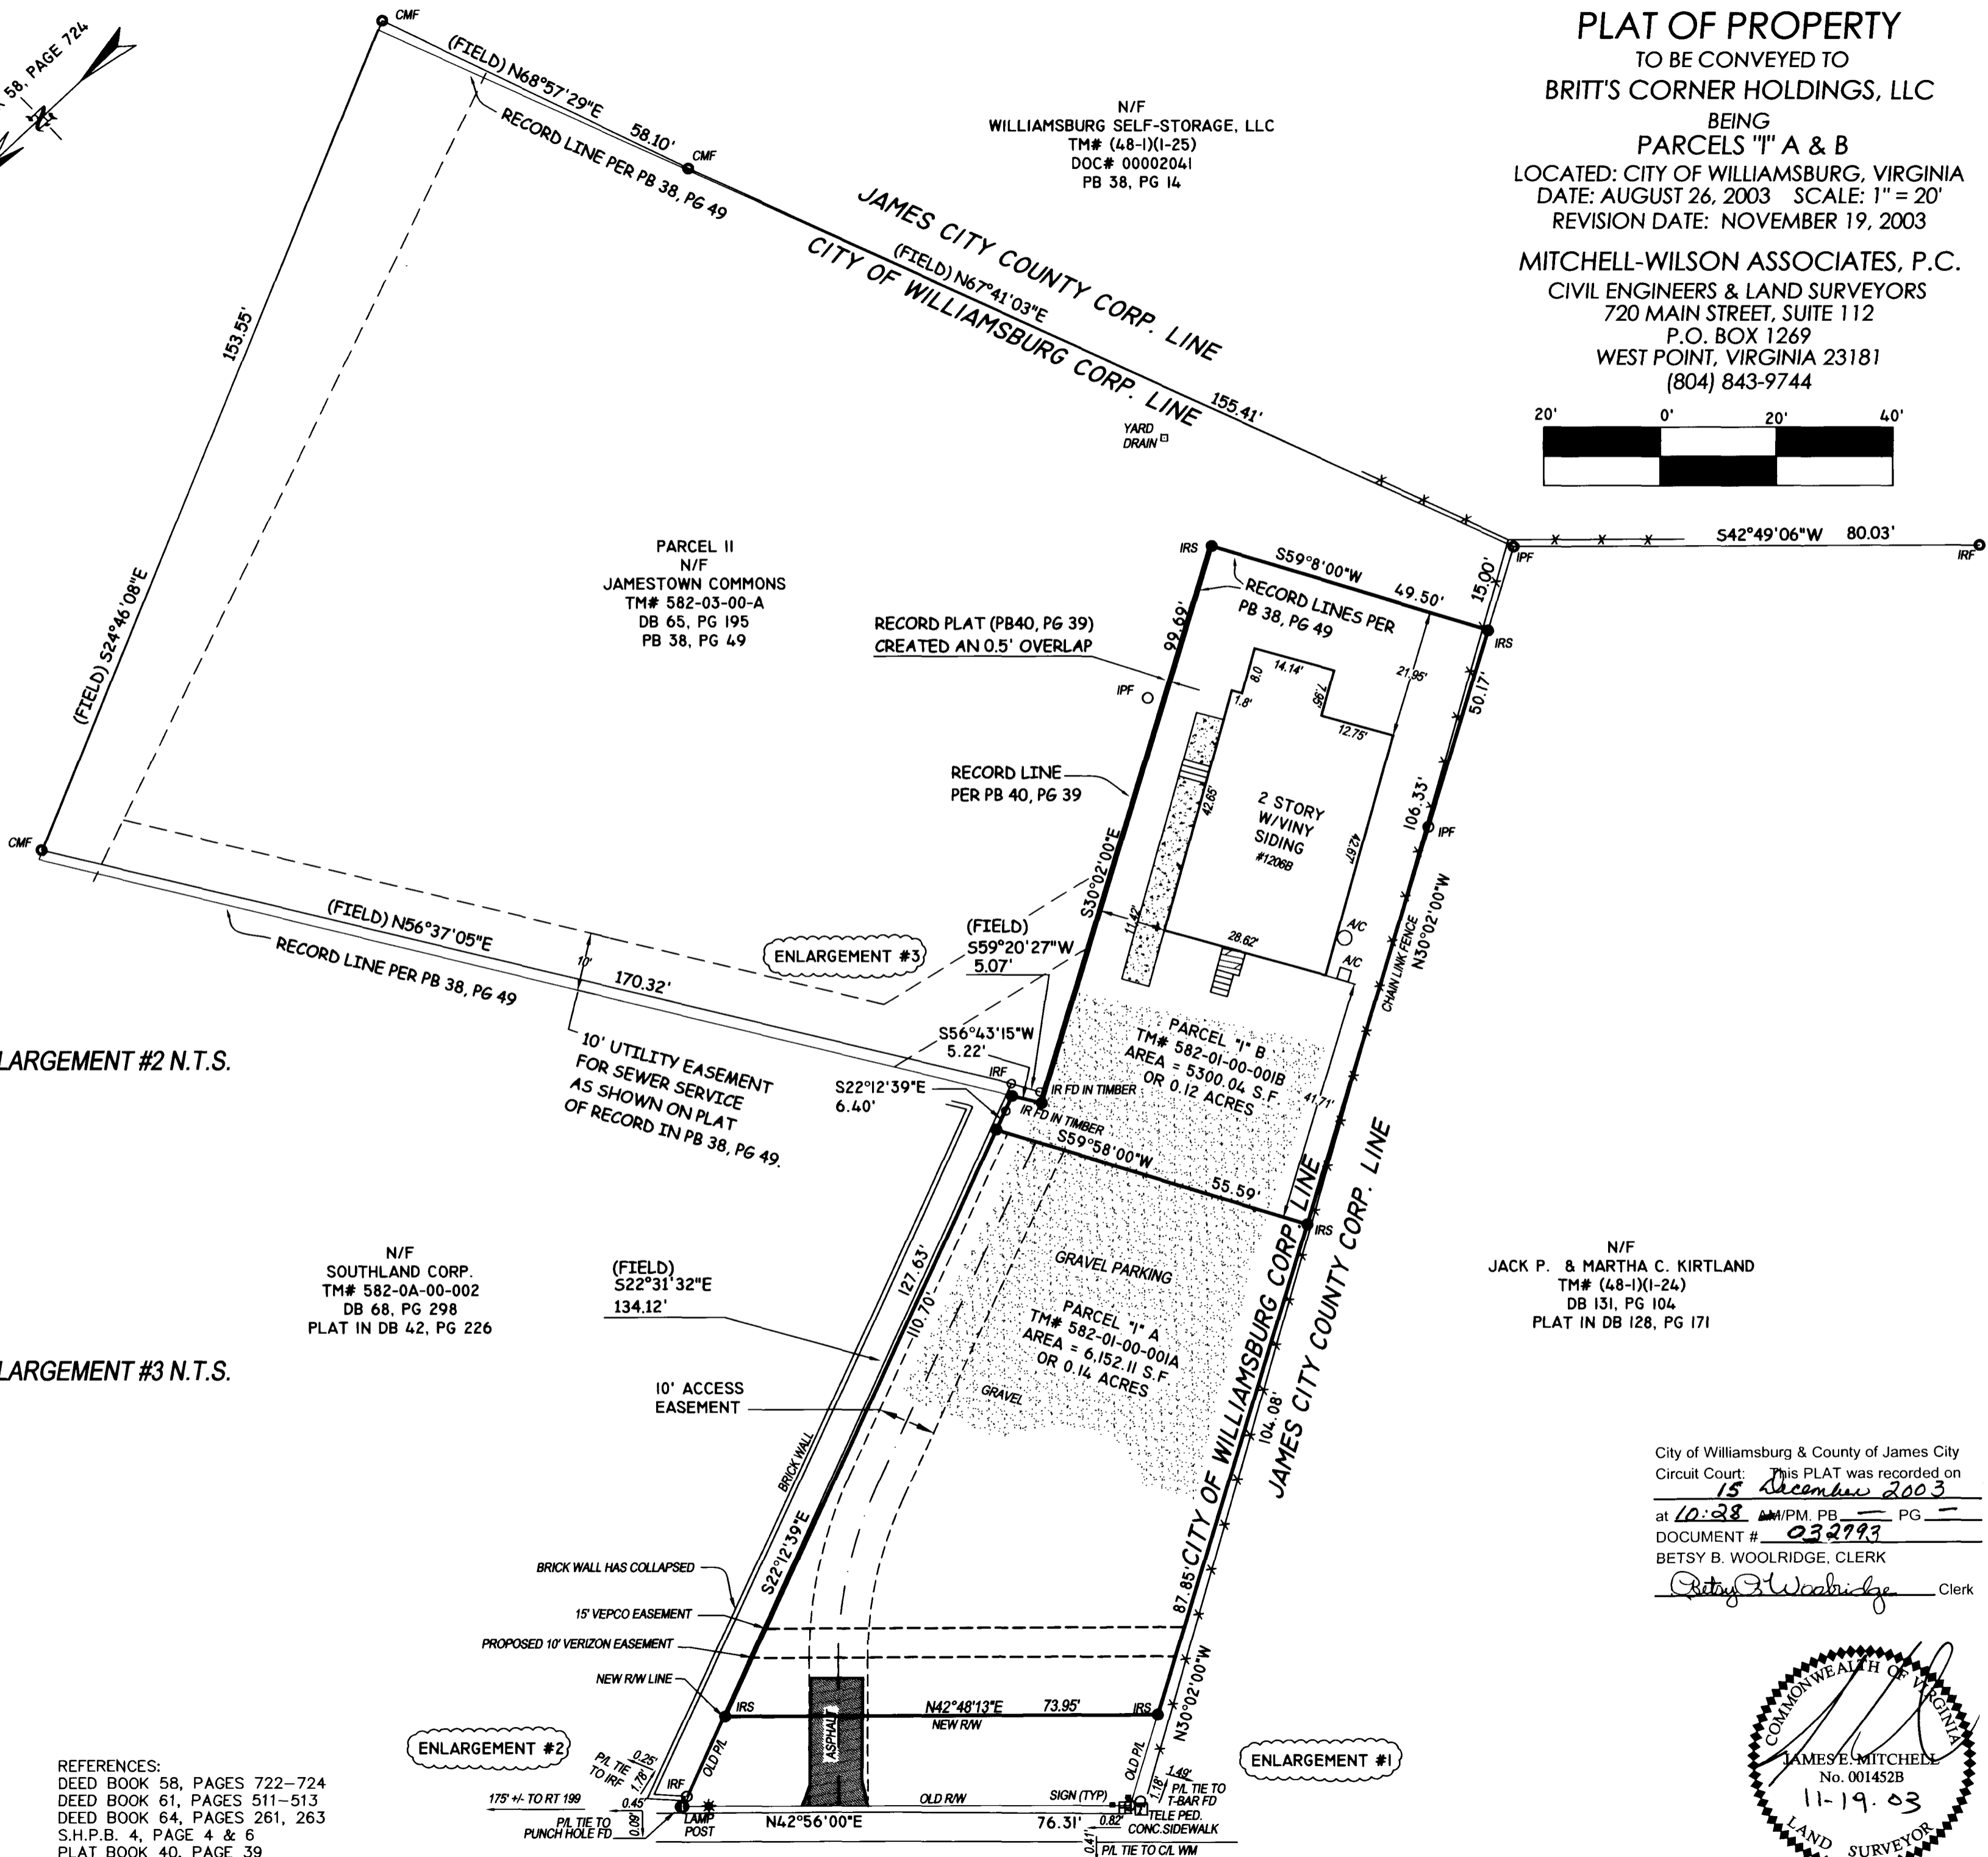 PLAT OF PROPERTY
TO BE CONVEYED TO
BRITT'S CORNER HOLDINGS, LLC
BEING
PARCELS "I" A & B
LOCATED: CITY OF WILLIAMSBURG, VIRGINIA
DATE: AUGUST 26, 2003 SCALE: 1" = 20'
REVISION DATE: NOVEMBER 19, 2003
MITCHELL-WILSON ASSOCIATES, P.C.
CIVIL ENGINEERS & LAND SURVEYORS
720 MAIN STREET, SUITE 112
P.O. BOX 1269
WEST POINT, VIRGINIA 23181
(804) 843-9744
20' 0' 20' 40'
58, PAGE 724
CMF
(FIELD) N68°57'29"E 58.10'
RECORD LINE PER PB 38, PG 49
CMF
N/F
WILLIAMSBURG SELF-STORAGE, LLC
TM# (48-1)(1-25)
DOC# 00002041
PB 38, PG 14
JAMES CITY COUNTY CORP. LINE
(FIELD) N67°41'03"E
CITY OF WILLIAMSBURG CORP. LINE
155.41'
YARD
DRAIN
153.55'
(FIELD) S24°46'08"E
CMF
PARCEL II
N/F
JAMESTOWN COMMONS
TM# 582-03-00-A
DB 65, PG 195
PB 38, PG 49
S42°49'06"W 80.03'
IPF
IRF
IRS
S59°8'00"W
49.50'
15.00'
IRS
RECORD LINES PER
PB 38, PG 49
99.69'
RECORD PLAT (PB40, PG 39)
CREATED AN 0.5' OVERLAP
IPF
14.14'
8.0
1.8'
7.95'
12.75'
21.95'
50.17'
RECORD LINE
PER PB 40, PG 39
42.65'
2 STORY
W/VINY
SIDING
#1206B
42.67'
106.33'
IPF
S30°02'00"E
11.42'
28.62'
A/C
A/C
CHAIN LINK FENCE
N30°02'00"W
(FIELD) N56°37'05"E
RECORD LINE PER PB 38, PG 49
10'
170.32'
ENLARGEMENT #3
(FIELD)
S59°20'27"W
5.07'
S56°43'15"W
5.22'
IRF
IR FD IN TIMBER
IR FD IN TIMBER
S22°12'39"E
6.40'
10' UTILITY EASEMENT
FOR SEWER SERVICE
AS SHOWN ON PLAT
OF RECORD IN PB 38, PG 49.
LARGEMENT #2 N.T.S.
PARCEL "I" B
TM# 582-01-00-001B
AREA = 5300.04 S.F.
OR 0.12 ACRES
41.71'
S59°58'00"W
55.59'
IRS
GRAVEL PARKING
PARCEL "I" A
TM# 582-01-00-001A
AREA = 6,152.11 S.F.
OR 0.14 ACRES
GRAVEL
CITY OF WILLIAMSBURG CORP. LINE
JAMES CITY COUNTY CORP. LINE
104.08'
87.85'
N30°02'00"W
N/F
SOUTHLAND CORP.
TM# 582-0A-00-002
DB 68, PG 298
PLAT IN DB 42, PG 226
(FIELD)
S22°31'32"E
134.12'
127.63'
110.70'
10' ACCESS
EASEMENT
LARGEMENT #3 N.T.S.
N/F
JACK P. & MARTHA C. KIRTLAND
TM# (48-1)(1-24)
DB 131, PG 104
PLAT IN DB 128, PG 171
BRICK WALL
S22°12'39"E
BRICK WALL HAS COLLAPSED
15' VEPCO EASEMENT
PROPOSED 10' VERIZON EASEMENT
NEW R/W LINE
IRS
N42°48'13"E 73.95'
NEW R/W
IRS
ASPHALT
ENLARGEMENT #2
ENLARGEMENT #1
OLD P/L
OLD P/L
P/L TIE
TO IRF
0.25'
1.78'
IRF
175' +/- TO RT 199
0.45'
0.09'
P/L TIE TO
PUNCH HOLE FD
LAMP
POST
OLD R/W
N42°56'00"E
76.31'
SIGN (TYP)
1.18'
1.49'
P/L TIE TO
T-BAR FD
TELE PED.
0.82'
CONC.SIDEWALK
0.41'
P/L TIE TO C/L WM
City of Williamsburg & County of James City
Circuit Court: This PLAT was recorded on
15 December 2003
at 10:28 AM/PM. PB — PG —
DOCUMENT # 032793
BETSY B. WOOLRIDGE, CLERK
Betsy B Woolridge Clerk
COMMONWEALTH OF VIRGINIA
JAMES E. MITCHELL
No. 001452B
11-19-03
LAND SURVEYOR
REFERENCES:
DEED BOOK 58, PAGES 722-724
DEED BOOK 61, PAGES 511-513
DEED BOOK 64, PAGES 261, 263
S.H.P.B. 4, PAGE 4 & 6
PLAT BOOK 40, PAGE 39